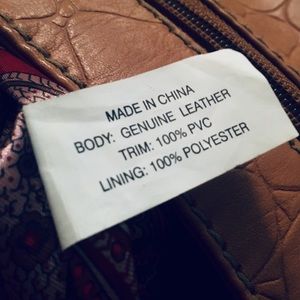 MADE IN CHINA
BODY: GENUINE LEATHER
TRIM: 100% PVC
LINING: 100% POLYESTER